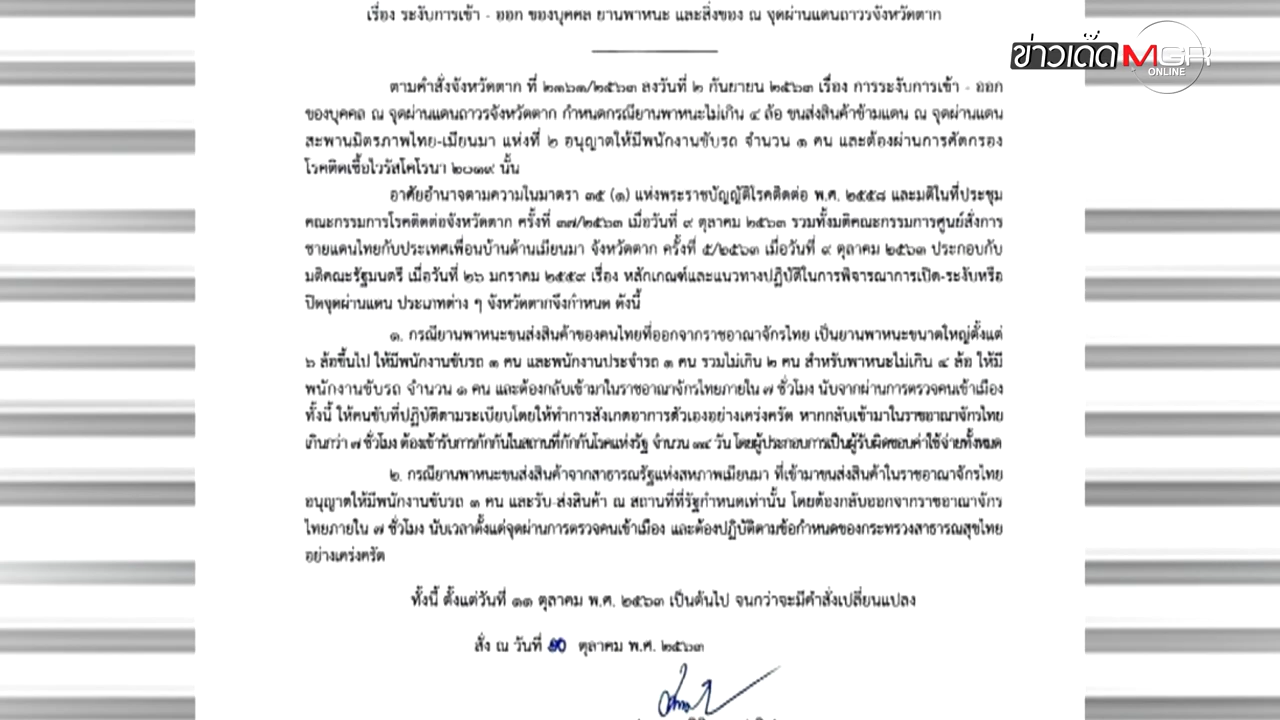 เรื่อง ระงับการเข้า - ออก ของบุคคล ยานพาหนะ และสิ่งของ ณ จุดผ่านแดนถาวรจังหวัดตาก
ข่าวเด็ด MGR
ONLINE
ตามคำสั่งจังหวัดตาก ที่ ๒๓๖๓/๒๕๖๓ ลงวันที่ ๒ กันยายน ๒๕๖๓ เรื่อง การระงับการเข้า - ออก
ของบุคคล ณ จุดผ่านแดนถาวรจังหวัดตาก กำหนดกรณียานพาหนะไม่เกิน ๔ ล้อ ขนส่งสินค้าข้ามแดน ณ จุดผ่านแดน
สะพานมิตรภาพไทย-เมียนมา แห่งที่ ๒ อนุญาตให้มีพนักงานขับรถ จำนวน ๑ คน และต้องผ่านการคัดกรอง
โรคติดเชื้อไวรัสโคโรนา ๒๐๑๙ นั้น
อาศัยอำนาจตามความในมาตรา ๓๕ (๑) แห่งพระราชบัญญัติโรคติดต่อ พ.ศ. ๒๕๕๘ และมติในที่ประชุม
คณะกรรมการโรคติดต่อจังหวัดตาก ครั้งที่ ๓๗/๒๕๖๓ เมื่อวันที่ ๙ ตุลาคม ๒๕๖๓ รวมทั้งมติคณะกรรมการศูนย์สั่งการ
ชายแดนไทยกับประเทศเพื่อนบ้านด้านเมียนมา จังหวัดตาก ครั้งที่ ๕/๒๕๖๓ เมื่อวันที่ ๙ ตุลาคม ๒๕๖๓ ประกอบกับ
มติคณะรัฐมนตรี เมื่อวันที่ ๒๖ มกราคม ๒๕๕๙ เรื่อง หลักเกณฑ์และแนวทางปฏิบัติในการพิจารณาการเปิด-ระงับหรือ
ปิดจุดผ่านแดน ประเภทต่าง ๆ จังหวัดตากจึงกำหนด ดังนี้
๑. กรณียานพาหนะขนส่งสินค้าของคนไทยที่ออกจากราชอาณาจักรไทย เป็นยานพาหนะขนาดใหญ่ตั้งแต่
๖ ล้อขึ้นไป ให้มีพนักงานขับรถ ๑ คน และพนักงานประจำรถ ๑ คน รวมไม่เกิน ๒ คน สำหรับพาหนะไม่เกิน ๔ ล้อ ให้มี
พนักงานขับรถ จำนวน ๑ คน และต้องกลับเข้ามาในราชอาณาจักรไทยภายใน ๗ ชั่วโมง นับจากผ่านการตรวจคนเข้าเมือง
ทั้งนี้ ให้คนขับที่ปฏิบัติตามระเบียบโดยให้ทำการสังเกตอาการตัวเองอย่างเคร่งครัด หากกลับเข้ามาในราชอาณาจักรไทย
เกินกว่า ๗ ชั่วโมง ต้องเข้ารับการกักกันในสถานที่กักกันโรคแห่งรัฐ จำนวน ๑๔ วัน โดยผู้ประกอบการเป็นผู้รับผิดชอบค่าใช้จ่ายทั้งหมด
๒. กรณียานพาหนะขนส่งสินค้าจากสาธารณรัฐแห่งสหภาพเมียนมา ที่เข้ามาขนส่งสินค้าในราชอาณาจักรไทย
อนุญาตให้มีพนักงานขับรถ ๑ คน และรับ-ส่งสินค้า ณ สถานที่ที่รัฐกำหนดเท่านั้น โดยต้องกลับออกจากราชอาณาจักร
ไทยภายใน ๗ ชั่วโมง นับเวลาตั้งแต่จุดผ่านการตรวจคนเข้าเมือง และต้องปฏิบัติตามข้อกำหนดของกระทรวงสาธารณสุขไทย
อย่างเคร่งครัด
ทั้งนี้ ตั้งแต่วันที่ ๑๑ ตุลาคม พ.ศ. ๒๕๖๓ เป็นต้นไป จนกว่าจะมีคำสั่งเปลี่ยนแปลง
สั่ง ณ วันที่ ๑๐ ตุลาคม พ.ศ. ๒๕๖๓